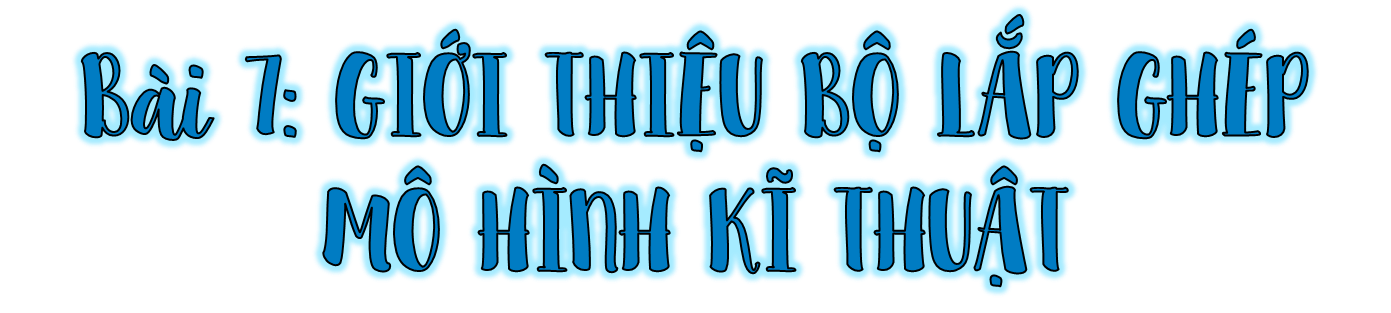 Bài 7: GIỚI THIỆU BỘ LẮP GHÉP
MÔ HÌNH KĨ THUẬT